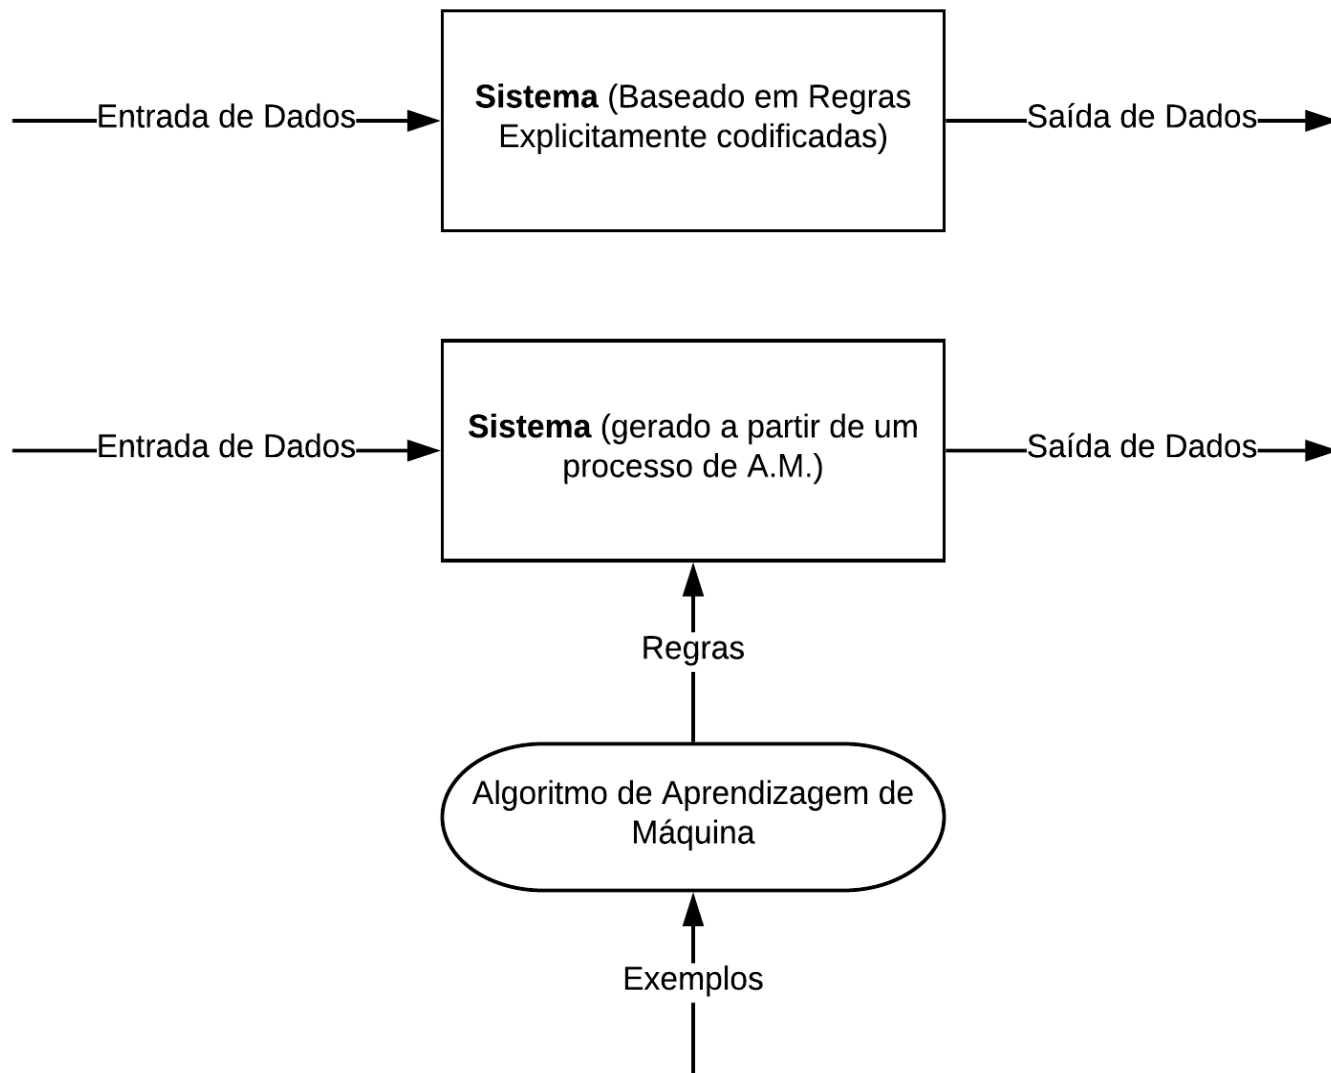 Entrada de Dados
Sistema (Baseado em Regras
Explicitamente codificadas)
Saída de Dados
Entrada de Dados
Sistema (gerado a partir de um
processo de A.M.)
Saída de Dados
Regras
Algoritmo de Aprendizagem de
Máquina
Exemplos